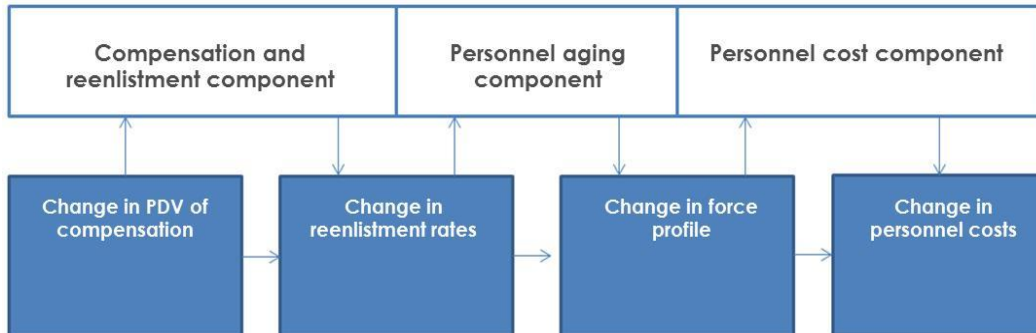 Compensation and
reenlistment component
Personnel aging
component
Personnel cost component
Change in PDV of
compensation
Change in
reenlistment rates
Change in force
profile
Change in
personnel costs